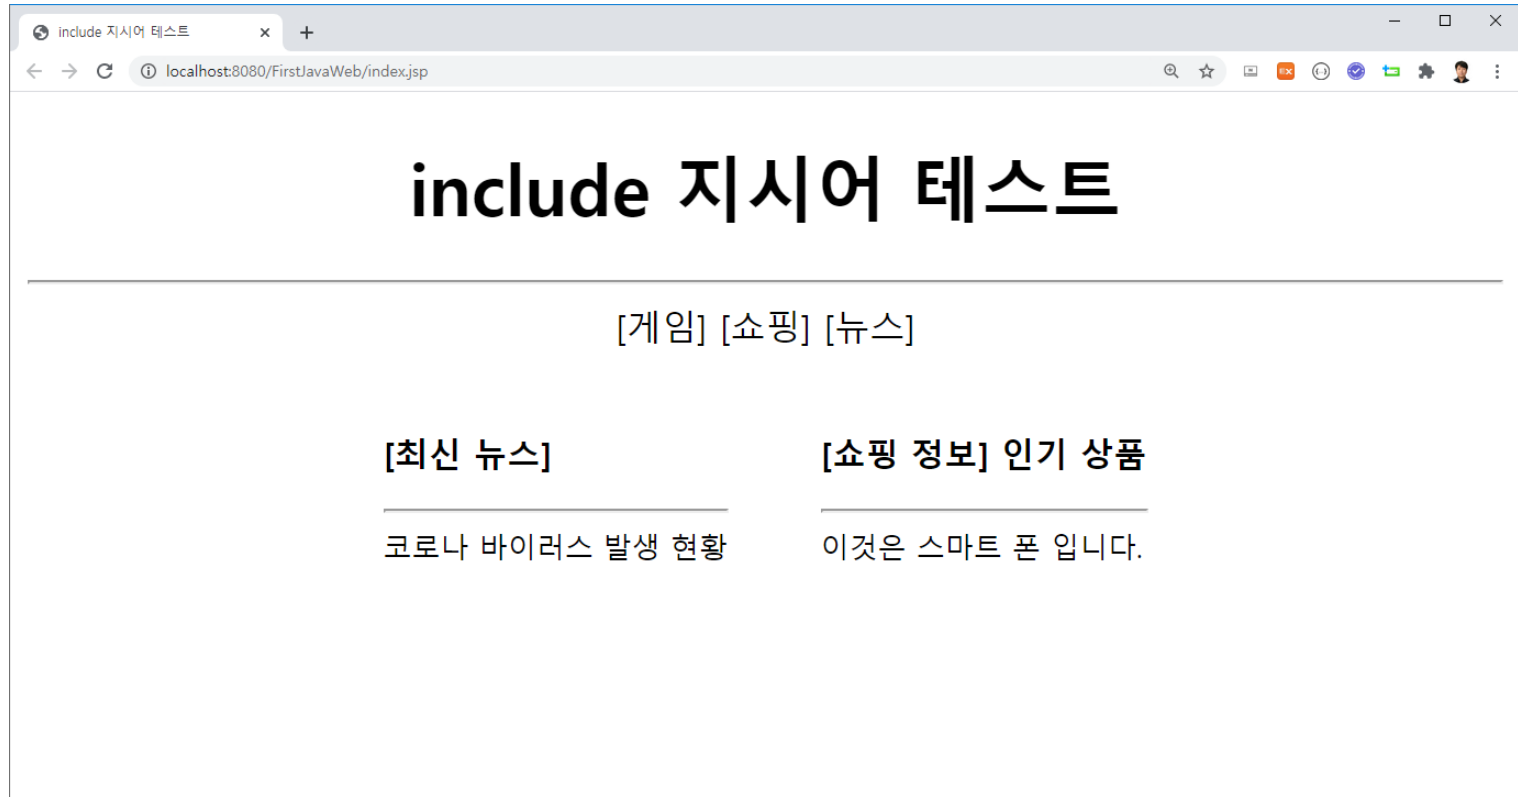 include 지시어 테스트
localhost:8080/FirstJavaWeb/index.jsp
EX
include 지시어 테스트
[게임] [쇼핑] [뉴스]
[최신 뉴스]
코로나 바이러스 발생 현황
[쇼핑 정보] 인기 상품
이것은 스마트 폰 입니다.